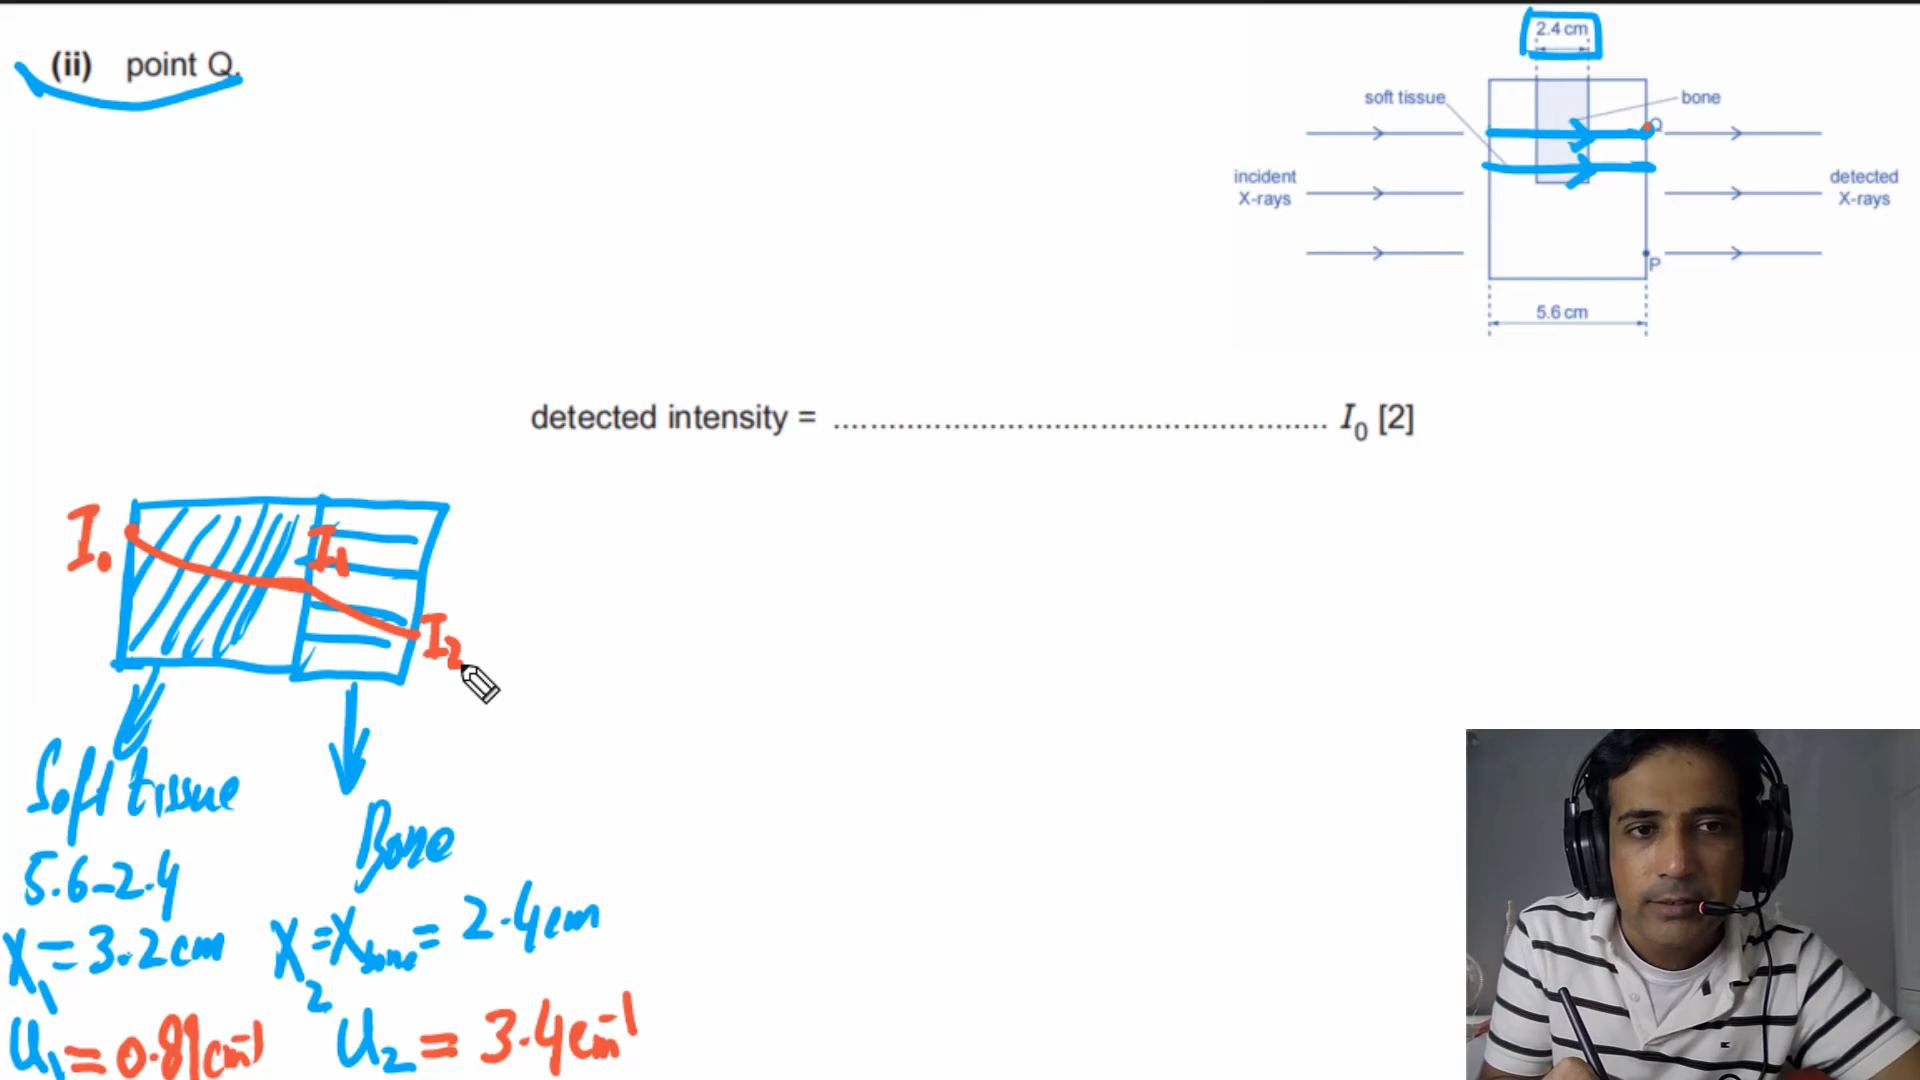 (ii) point Q.
2.4 cm
soft tissue
bone
Q
incident
X-rays
detected
X-rays
P
5.6 cm
detected intensity = .................................................... I0 [2]
I0
I1
I2
Soft tissue
Bone
5.6-2.4
x1 = 3.2cm
x2 = xbone = 2.4cm
u1 = 0.89cm⁻¹
u2 = 3.4cm⁻¹